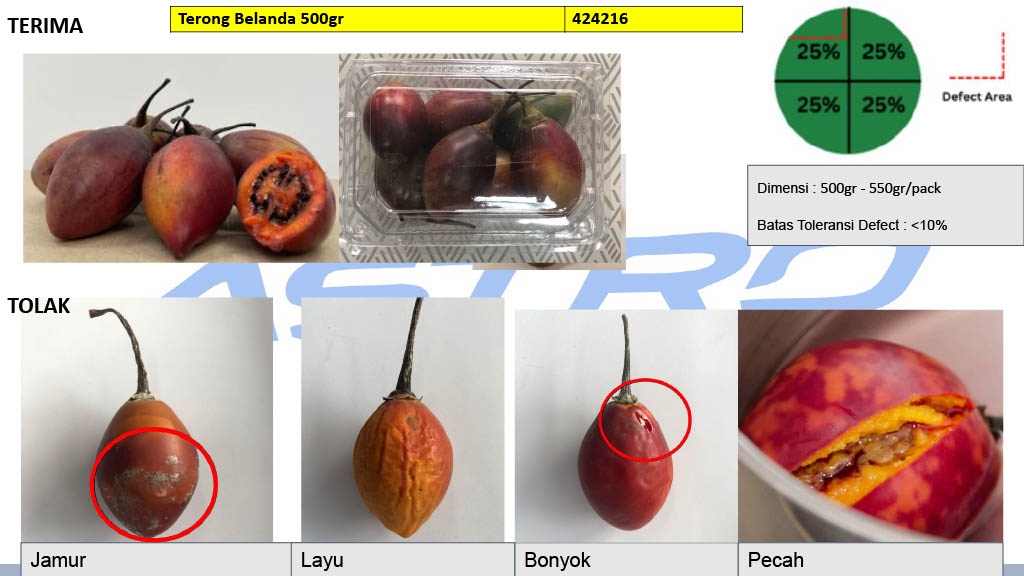 TERIMA
Terong Belanda 500gr 424216
25% 25%
25% 25%
Defect Area
Dimensi : 500gr - 550gr/pack
Batas Toleransi Defect : <10%
ASTRO
TOLAK
Jamur Layu Bonyok Pecah